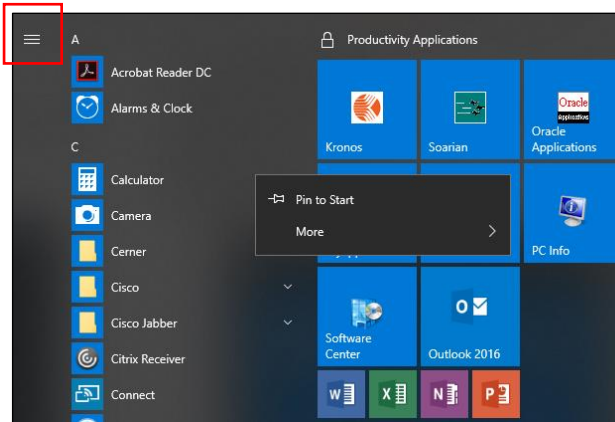 A
Acrobat Reader DC
Alarms & Clock
C
Calculator
Camera
Cerner
Cisco
Cisco Jabber
Citrix Receiver
Connect
Productivity Applications
Kronos
Soarian
Oracle
Applications
Oracle
Applications
Pin to Start
More
PC Info
Software
Center
Outlook 2016